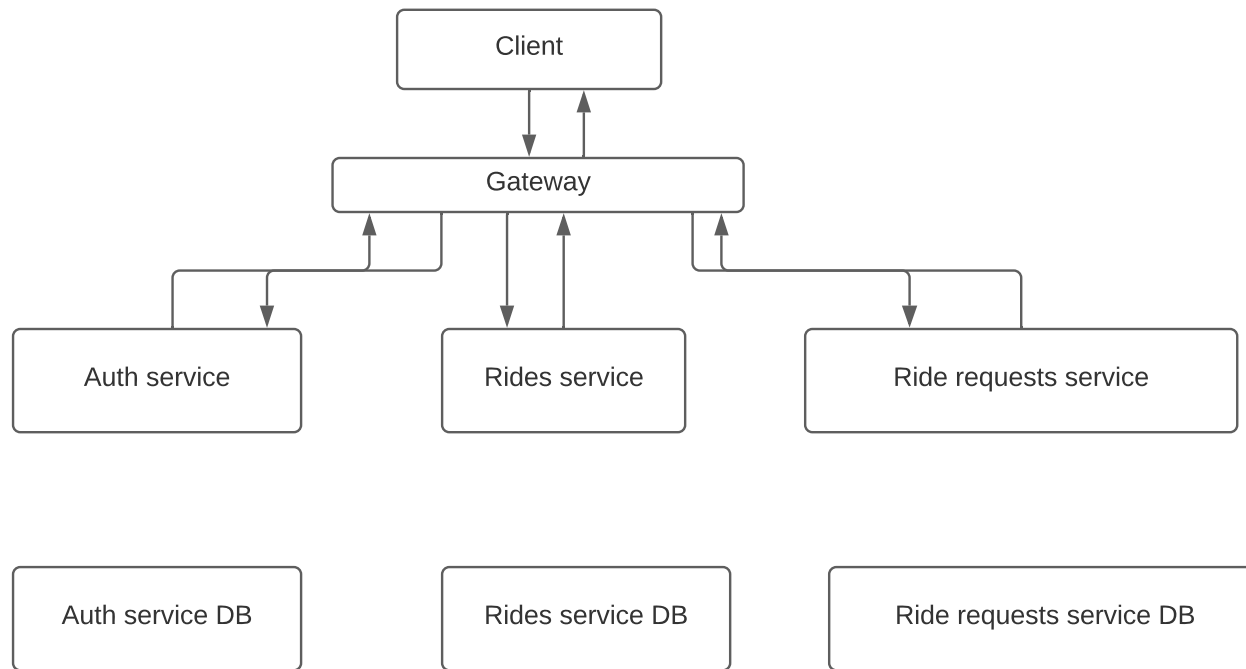 Client
Gateway
Auth service
Rides service
Ride requests service
Auth service DB
Rides service DB
Ride requests service DB